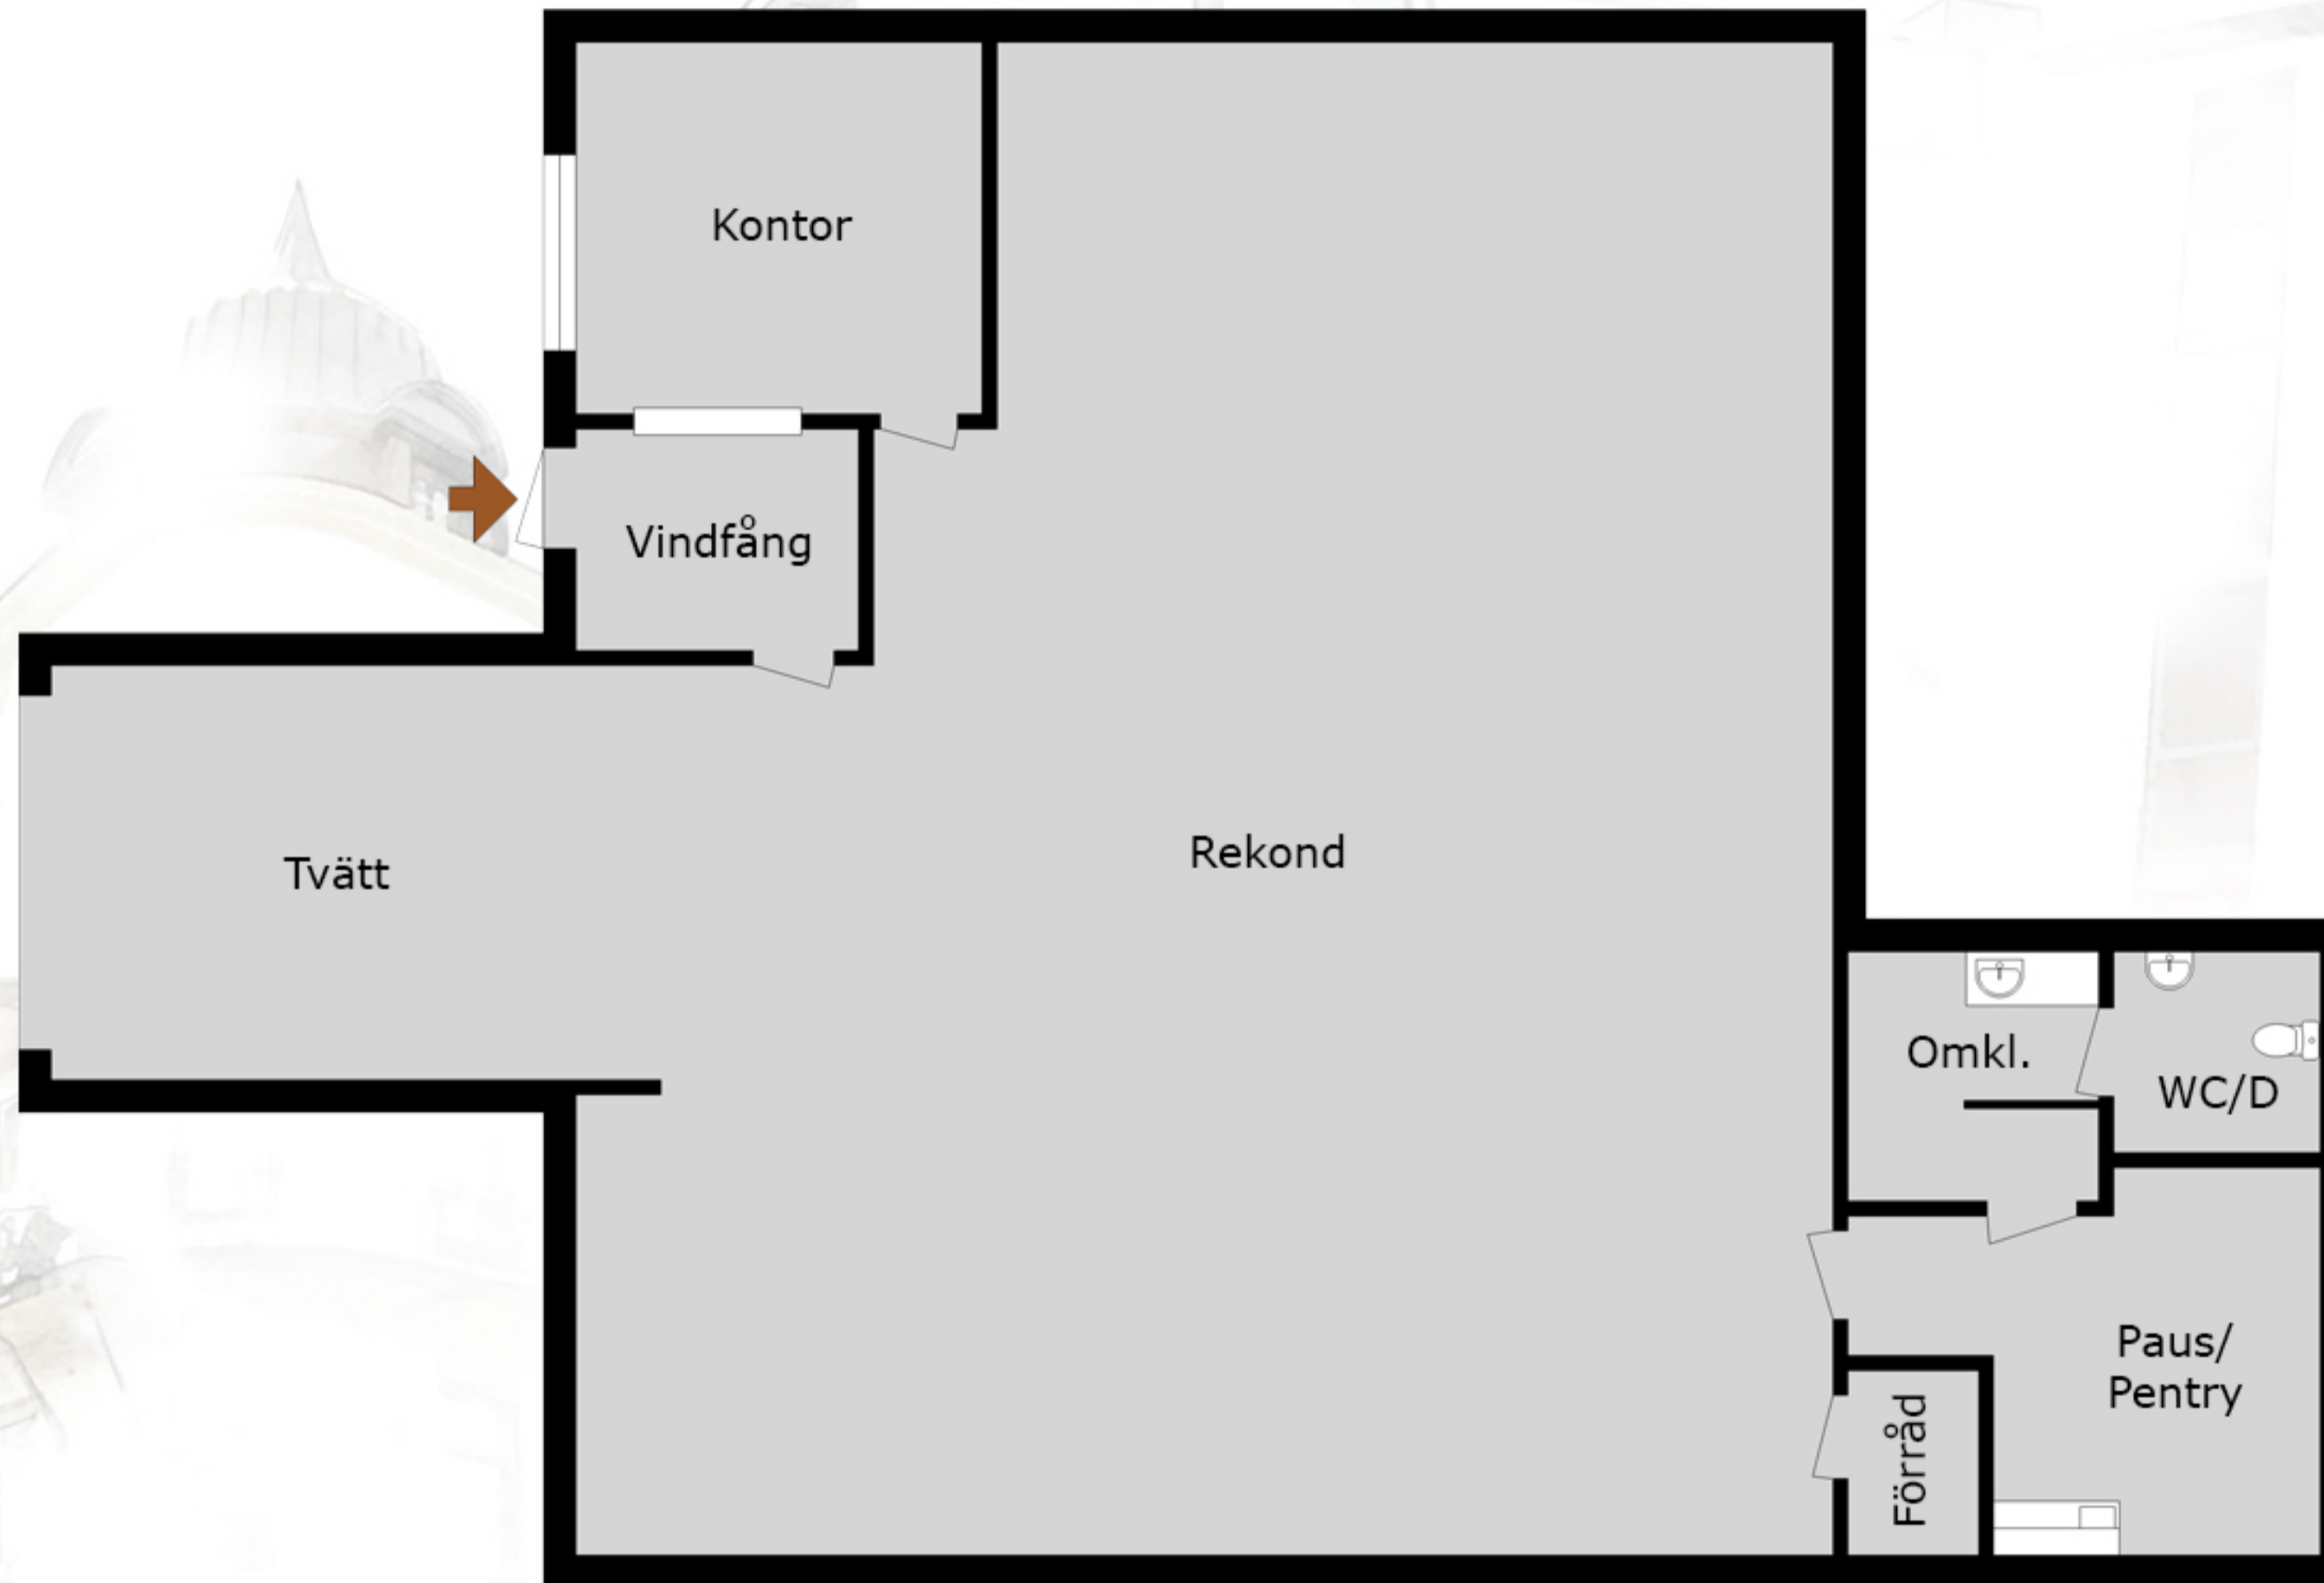 Kontor
Vindfång
Tvätt
Rekond
Omkl.
WC/D
Paus/
Pentry
Förråd